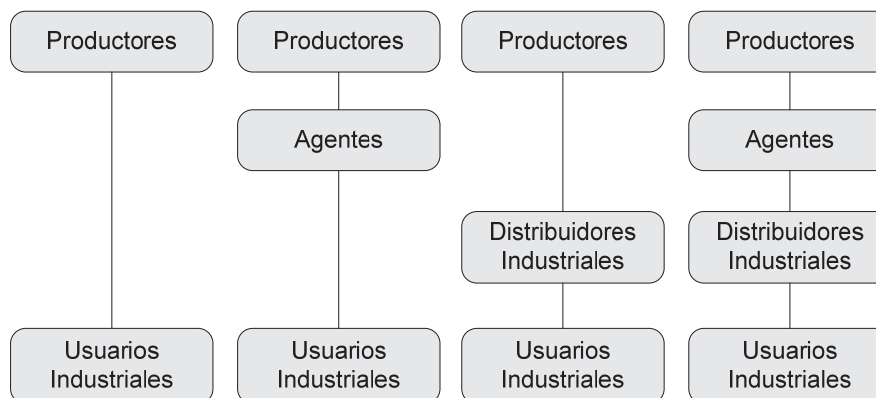 Productores
Productores
Productores
Productores
Agentes
Agentes
Distribuidores
Industriales
Distribuidores
Industriales
Usuarios
Industriales
Usuarios
Industriales
Usuarios
Industriales
Usuarios
Industriales